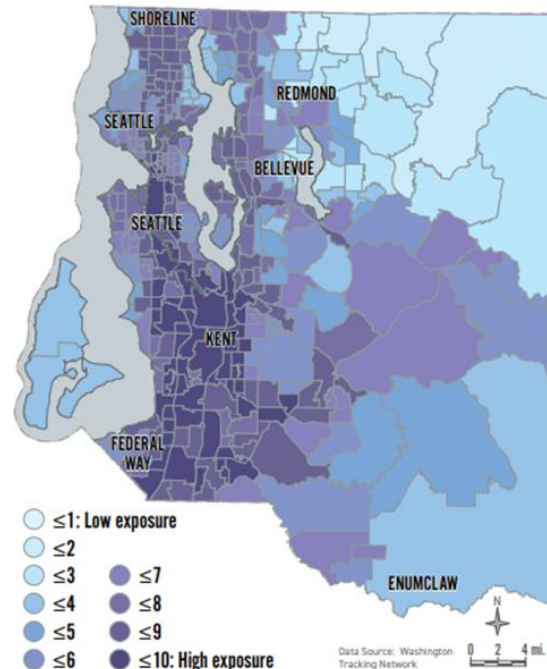 SHORELINE
REDMOND
SEATTLE
BELLEVUE
SEATTLE
KENT
FEDERAL
WAY
ENUMCLAW
≤1: Low exposure
≤2
≤3
≤4
≤5
≤6
≤7
≤8
≤9
≤10: High exposure
N
Data Source: Washington
Tracking Network
0 2 4 mi.